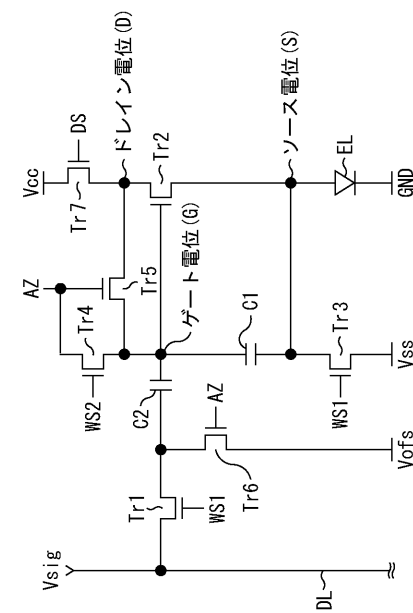 Vcc
DS
Tr7
ドレイン電位(D)
AZ
Tr4
Tr5
Tr2
WS2
ゲート電位(G)
ソース電位(S)
C2
C1
EL
GND
Vsig
Tr1
WS1
AZ
Tr6
Vofs
WS1
Tr3
Vss
DL